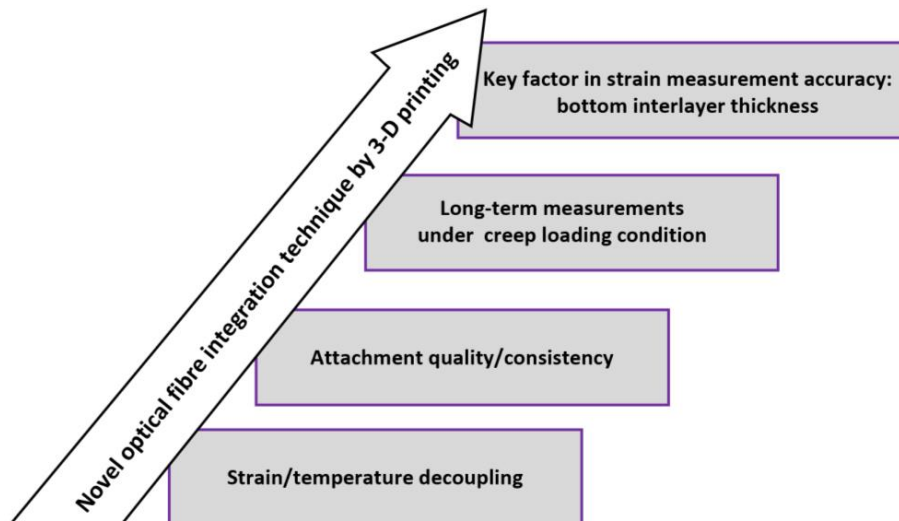 Novel optical fibre integration technique by 3-D printing
Key factor in strain measurement accuracy:
bottom interlayer thickness
Long-term measurements
under creep loading condition
Attachment quality/consistency
Strain/temperature decoupling